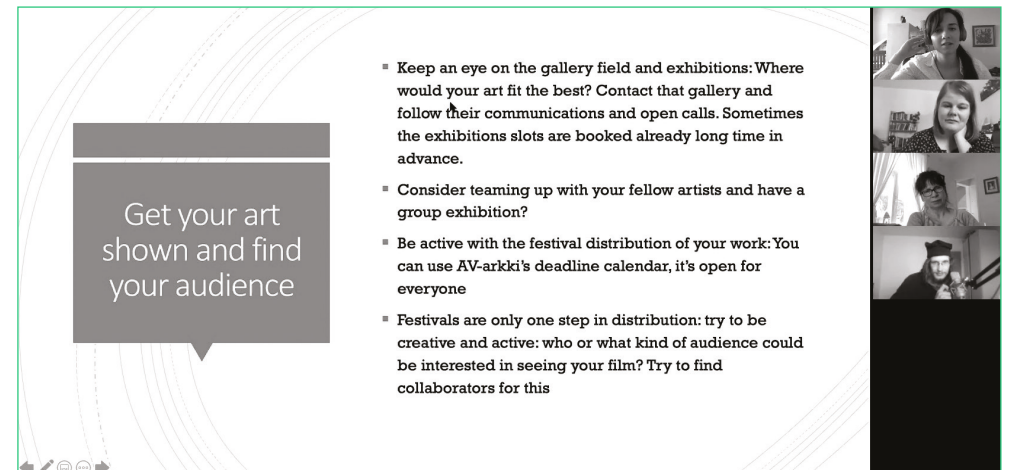 Get your art
shown and find
your audience
Keep an eye on the gallery field and exhibitions: Where
would your art fit the best? Contact that gallery and
follow their communications and open calls. Sometimes
the exhibitions slots are booked already long time in
advance.
Consider teaming up with your fellow artists and have a
group exhibition?
Be active with the festival distribution of your work: You
can use AV-arkki's deadline calendar, it's open for
everyone
Festivals are only one step in distribution: try to be
creative and active: who or what kind of audience could
be interested in seeing your film? Try to find
collaborators for this